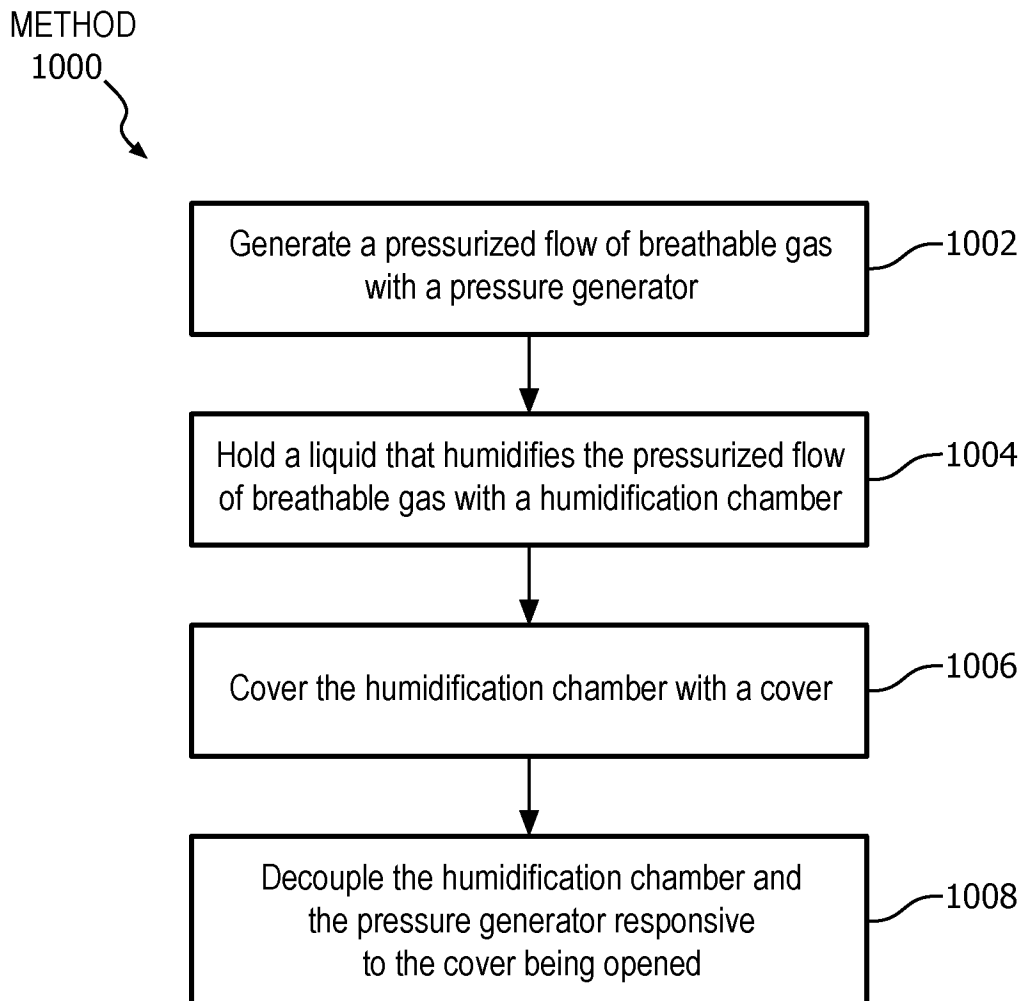 METHOD
1000
Generate a pressurized flow of breathable gas
with a pressure generator
1002
Hold a liquid that humidifies the pressurized flow
of breathable gas with a humidification chamber
1004
Cover the humidification chamber with a cover
1006
Decouple the humidification chamber and
the pressure generator responsive
to the cover being opened
1008